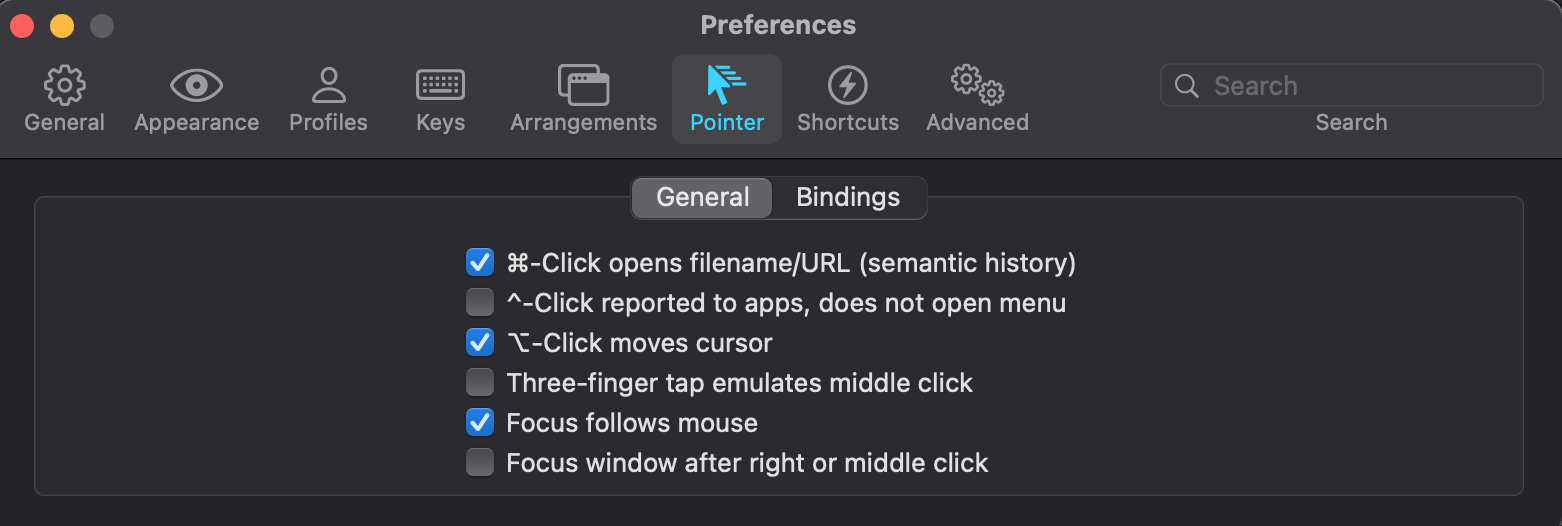 Preferences
General Appearance Profiles Keys Arrangements Pointer Shortcuts Advanced Search
Search
General Bindings
⌘-Click opens filename/URL (semantic history)
^-Click reported to apps, does not open menu
⌥-Click moves cursor
Three-finger tap emulates middle click
Focus follows mouse
Focus window after right or middle click